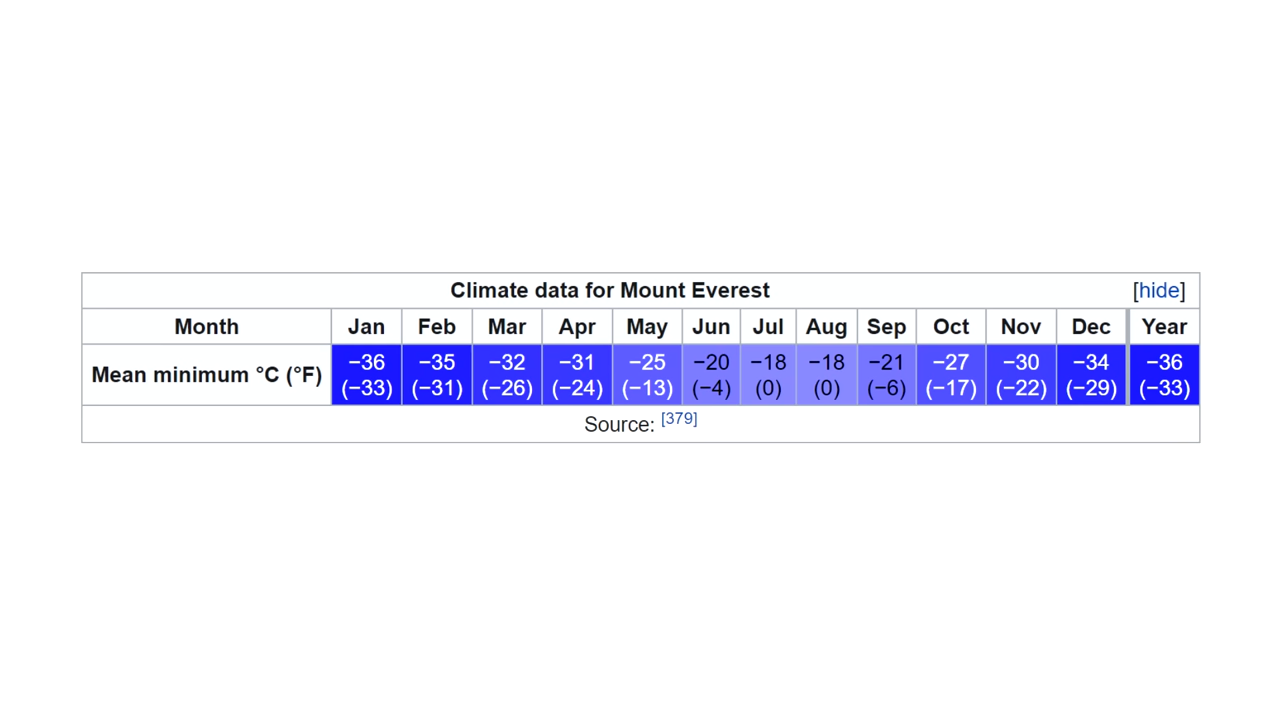 Climate data for Mount Everest [hide]
Month Jan Feb Mar Apr May Jun Jul Aug Sep Oct Nov Dec Year
Mean minimum °C (°F) −36 (−33) −35 (−31) −32 (−26) −31 (−24) −25 (−13) −20 (−4) −18 (0) −18 (0) −21 (−6) −27 (−17) −30 (−22) −34 (−29) −36 (−33)
Source: [379]